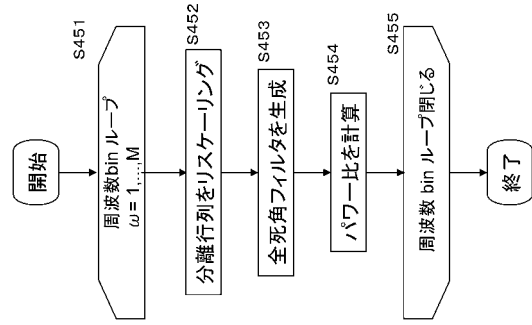 開始
S451
周波数bin ループ
ω = 1,...,M
S452
分離行列をリスケーリング
S453
全死角フィルタを生成
S454
パワー比を計算
S455
周波数 bin ループ閉じる
終了